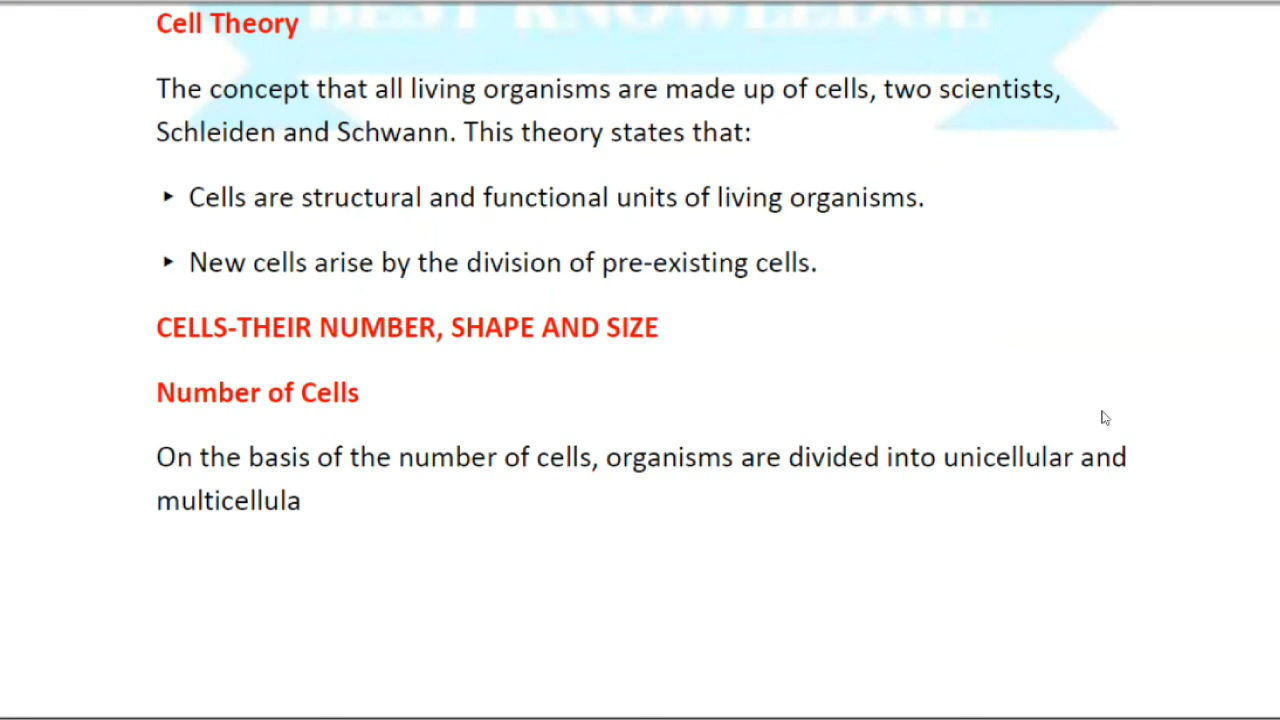 BEST KNOWLEDGE
Cell Theory
The concept that all living organisms are made up of cells, two scientists,
Schleiden and Schwann. This theory states that:
‣ Cells are structural and functional units of living organisms.
‣ New cells arise by the division of pre-existing cells.
CELLS-THEIR NUMBER, SHAPE AND SIZE
Number of Cells
On the basis of the number of cells, organisms are divided into unicellular and
multicellula